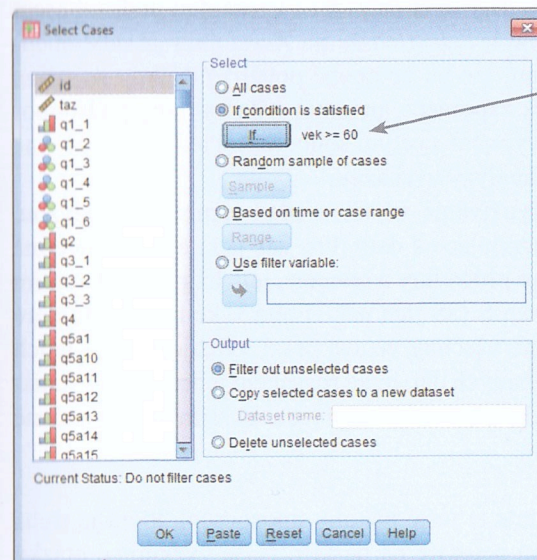 Select Cases
id
taz
q1_1
q1_2
q1_3
q1_4
q1_5
q1_6
q2
q3_1
q3_2
q3_3
q4
q5a1
q5a10
q5a11
q5a12
q5a13
q5a14
q5a15
Select
All cases
If condition is satisfied
If... vek >= 60
Random sample of cases
Sample...
Based on time or case range
Range...
Use filter variable:
Output
Filter out unselected cases
Copy selected cases to a new dataset
Dataset name:
Delete unselected cases
Current Status: Do not filter cases
OK Paste Reset Cancel Help